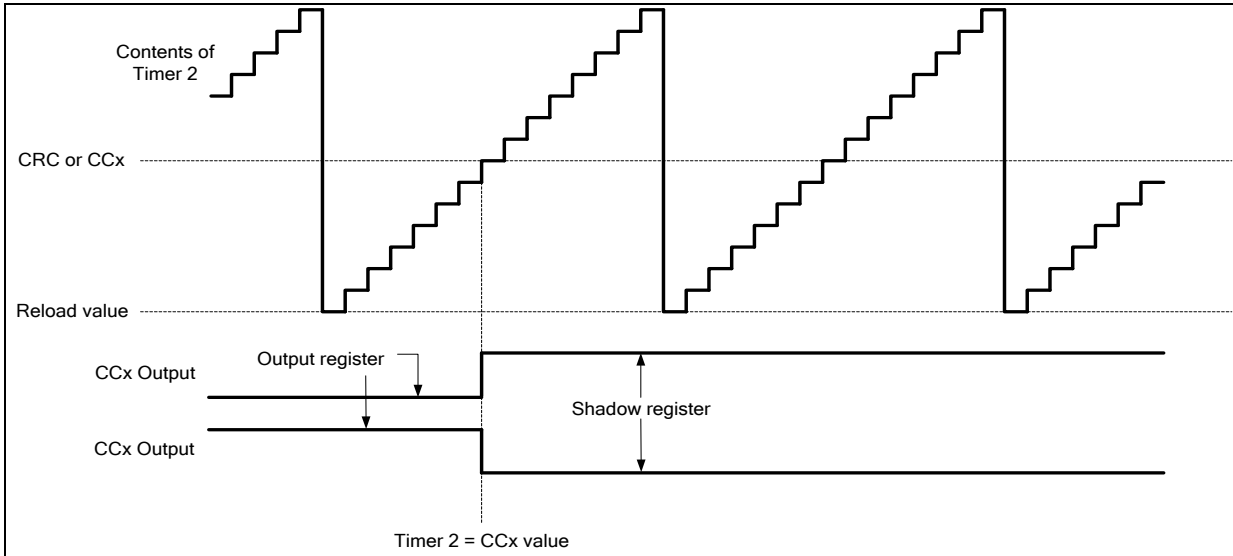 Contents of
Timer 2
CRC or CCx
Reload value
Output register
CCx Output
Shadow register
CCx Output
Timer 2 = CCx value